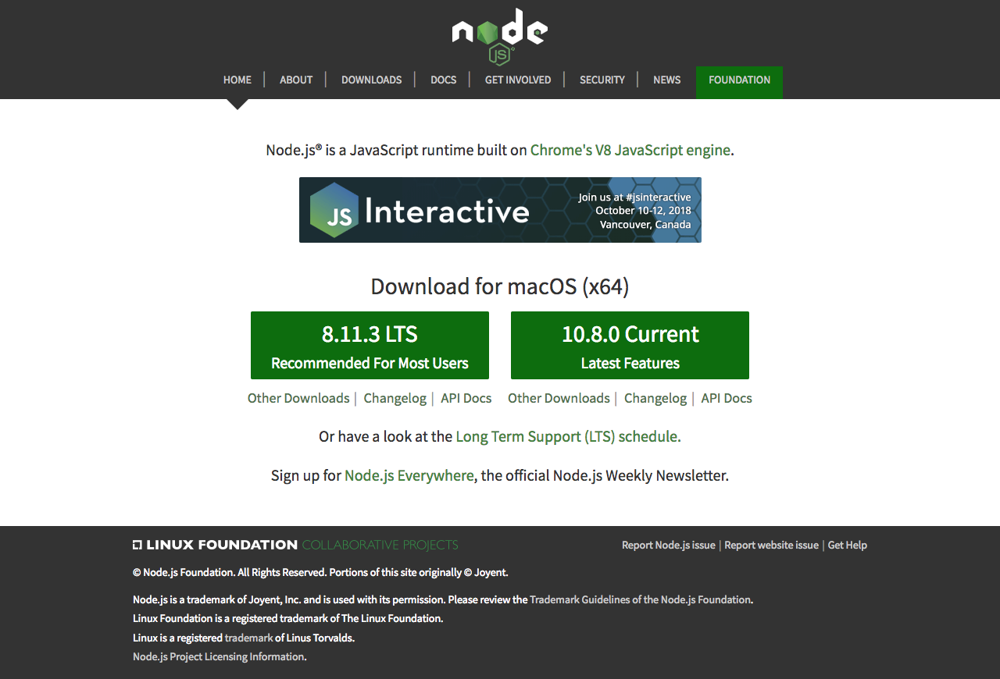 node
JS
HOME | ABOUT | DOWNLOADS | DOCS | GET INVOLVED | SECURITY | NEWS FOUNDATION
Node.js® is a JavaScript runtime built on Chrome's V8 JavaScript engine.
JS Interactive
Join us at #jsinteractive
October 10-12, 2018
Vancouver, Canada
Download for macOS (x64)
8.11.3 LTS
Recommended For Most Users
10.8.0 Current
Latest Features
Other Downloads | Changelog | API Docs
Other Downloads | Changelog | API Docs
Or have a look at the Long Term Support (LTS) schedule.
Sign up for Node.js Everywhere, the official Node.js Weekly Newsletter.
LINUX FOUNDATION COLLABORATIVE PROJECTS
Report Node.js issue | Report website issue | Get Help
© Node.js Foundation. All Rights Reserved. Portions of this site originally © Joyent.
Node.js is a trademark of Joyent, Inc. and is used with its permission. Please review the Trademark Guidelines of the Node.js Foundation.
Linux Foundation is a registered trademark of The Linux Foundation.
Linux is a registered trademark of Linus Torvalds.
Node.js Project Licensing Information.